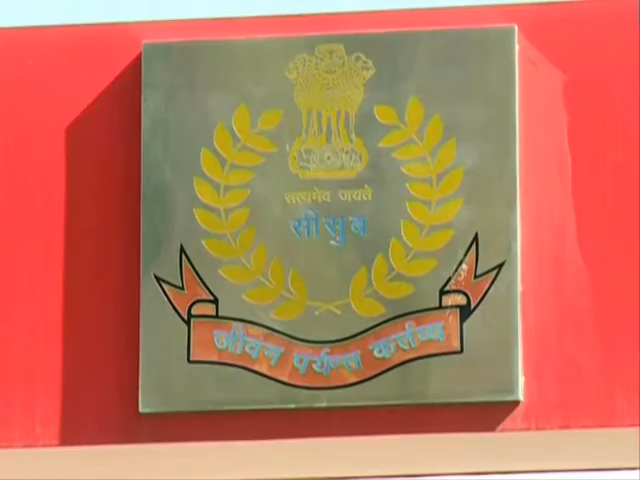 सत्यमेव जयते
सीसुब
जीवन पर्यन्त कर्तव्य